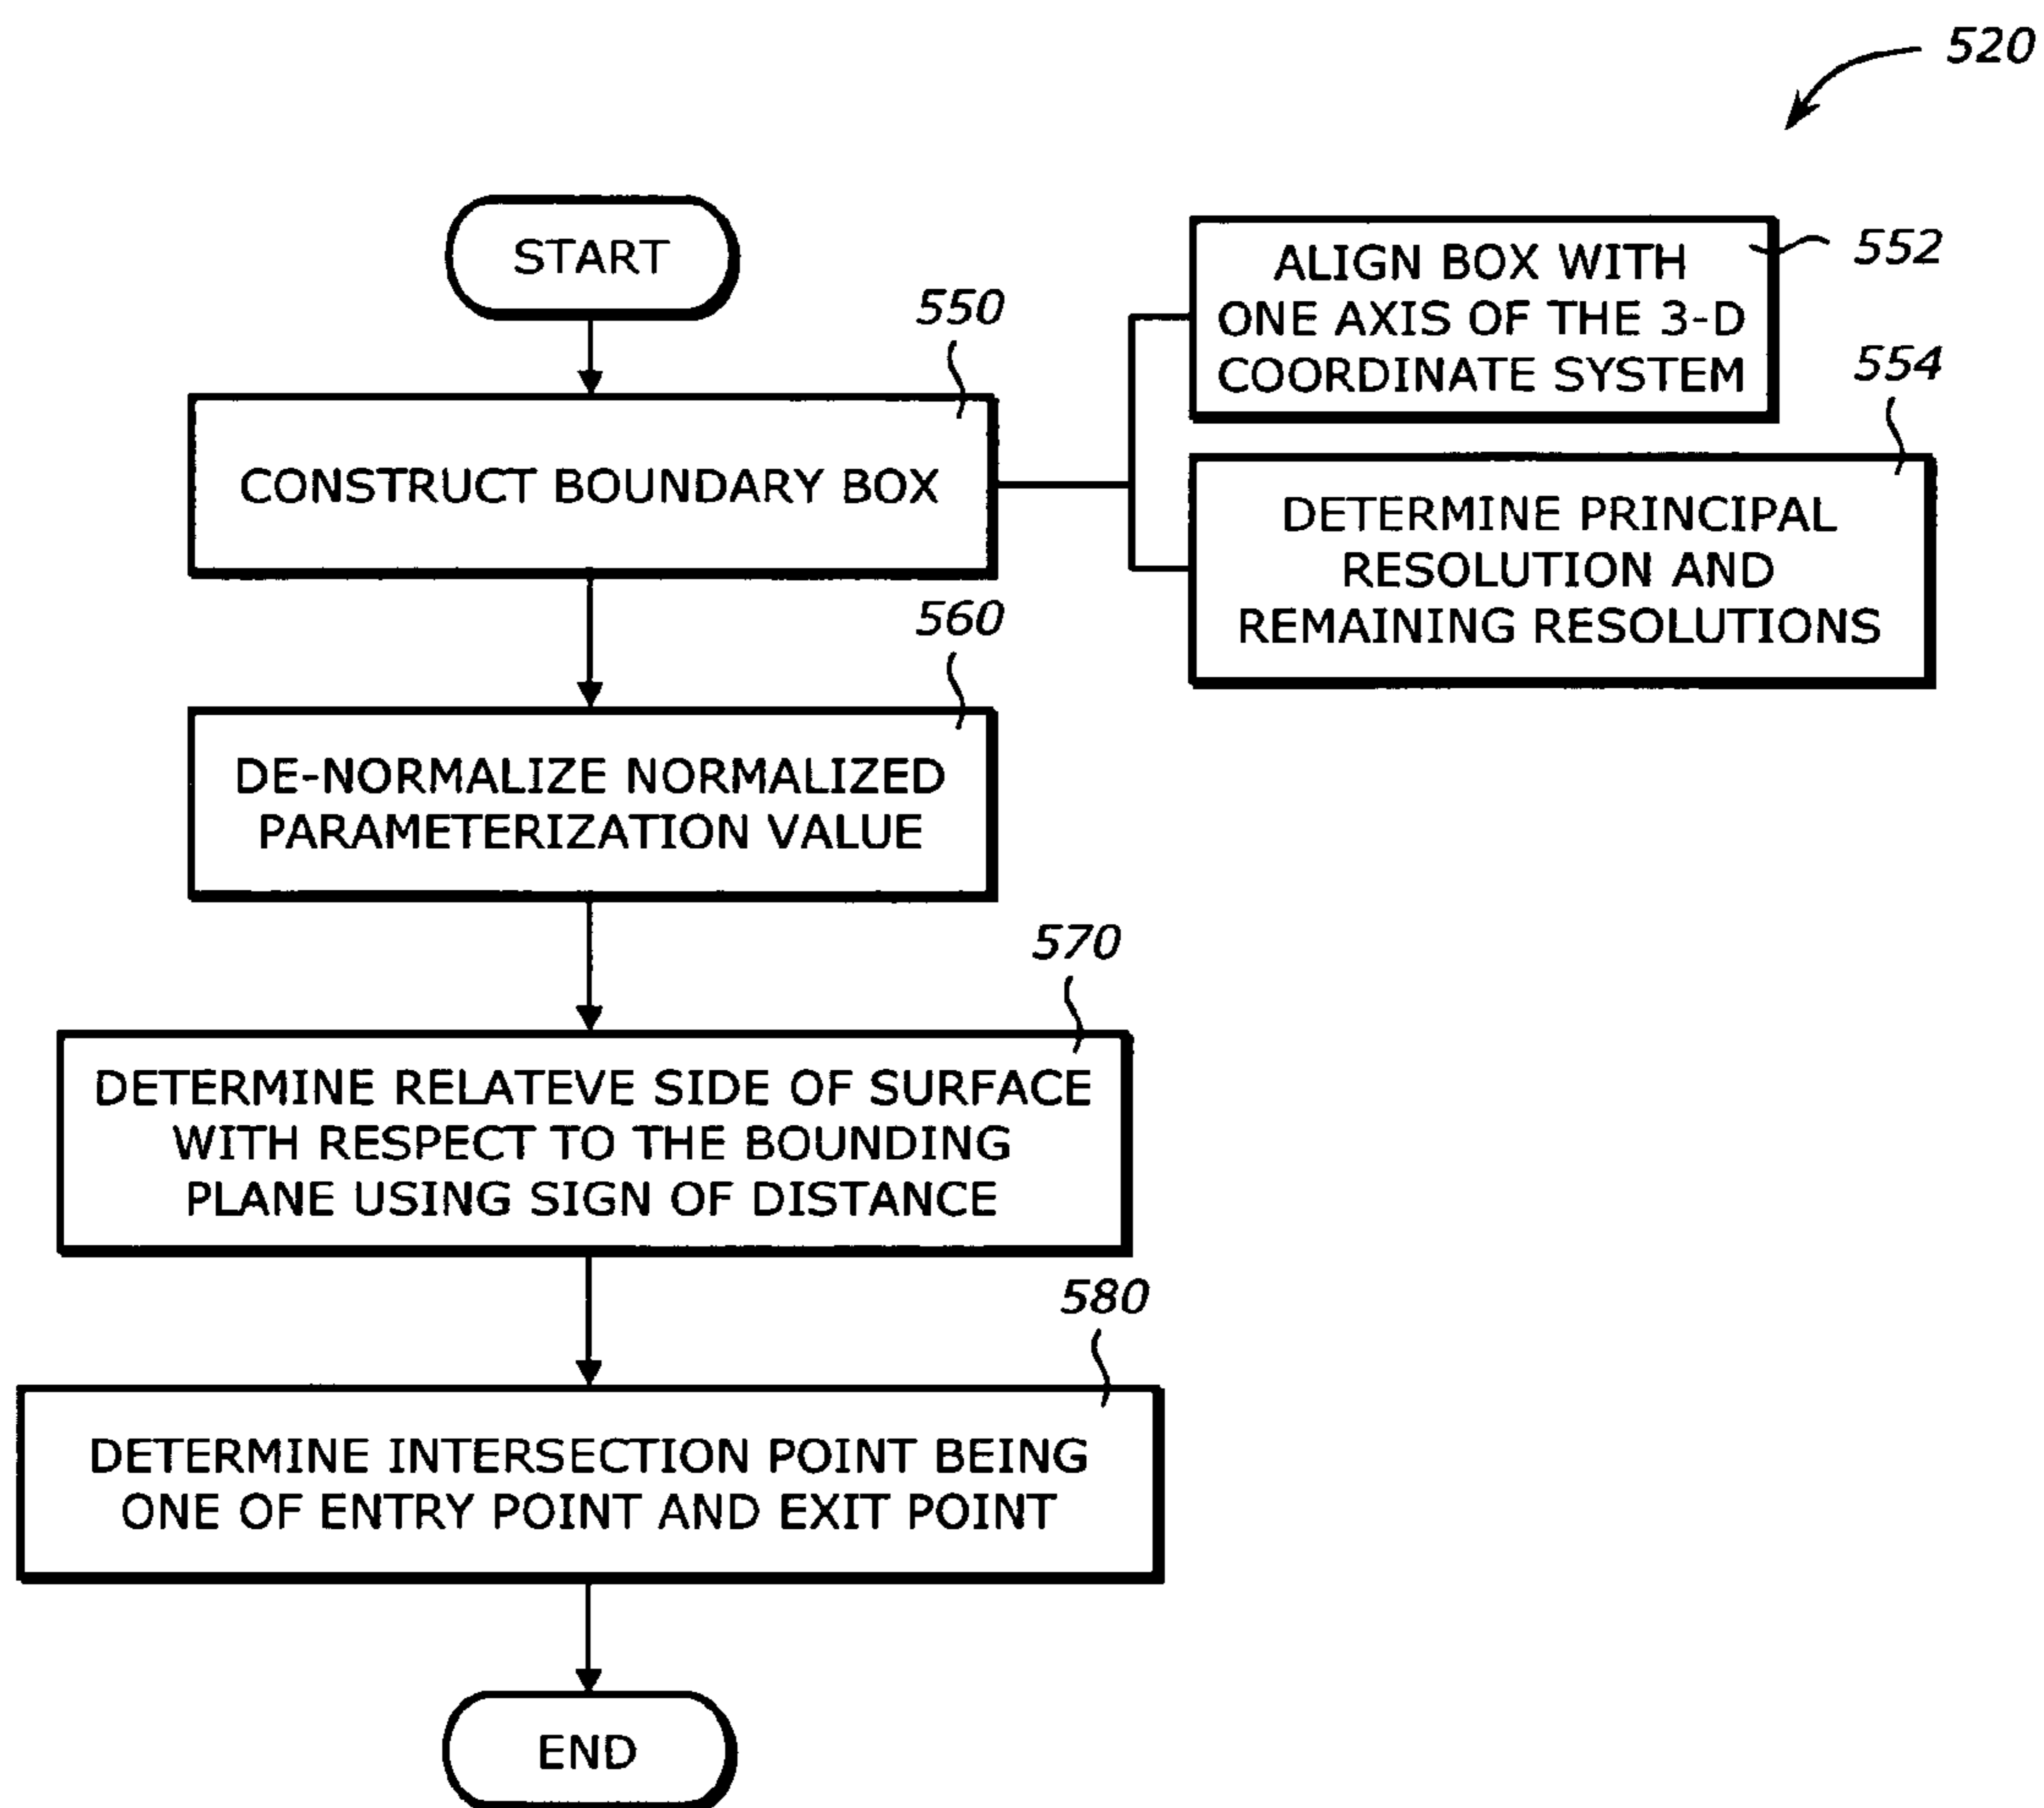 520
START
550
CONSTRUCT BOUNDARY BOX
552
ALIGN BOX WITH
ONE AXIS OF THE 3-D
COORDINATE SYSTEM
554
DETERMINE PRINCIPAL
RESOLUTION AND
REMAINING RESOLUTIONS
560
DE-NORMALIZE NORMALIZED
PARAMETERIZATION VALUE
570
DETERMINE RELATEVE SIDE OF SURFACE
WITH RESPECT TO THE BOUNDING
PLANE USING SIGN OF DISTANCE
580
DETERMINE INTERSECTION POINT BEING
ONE OF ENTRY POINT AND EXIT POINT
END